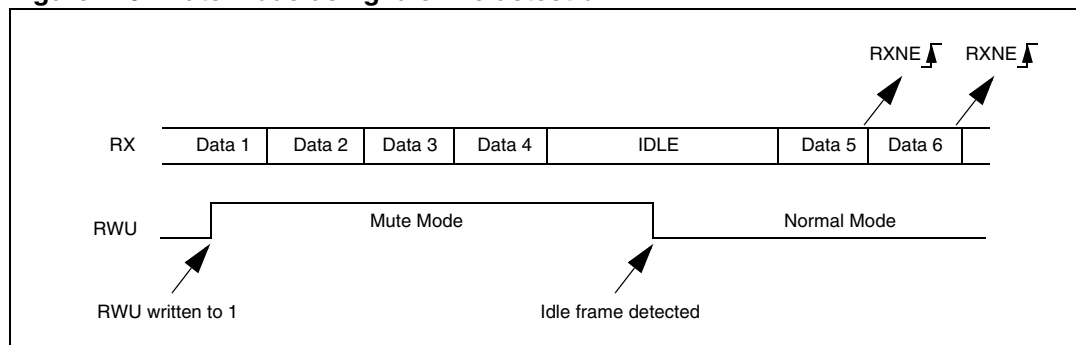 RXNE RXNE
RX Data 1 Data 2 Data 3 Data 4 IDLE Data 5 Data 6
RWU Mute Mode Normal Mode
RWU written to 1 Idle frame detected